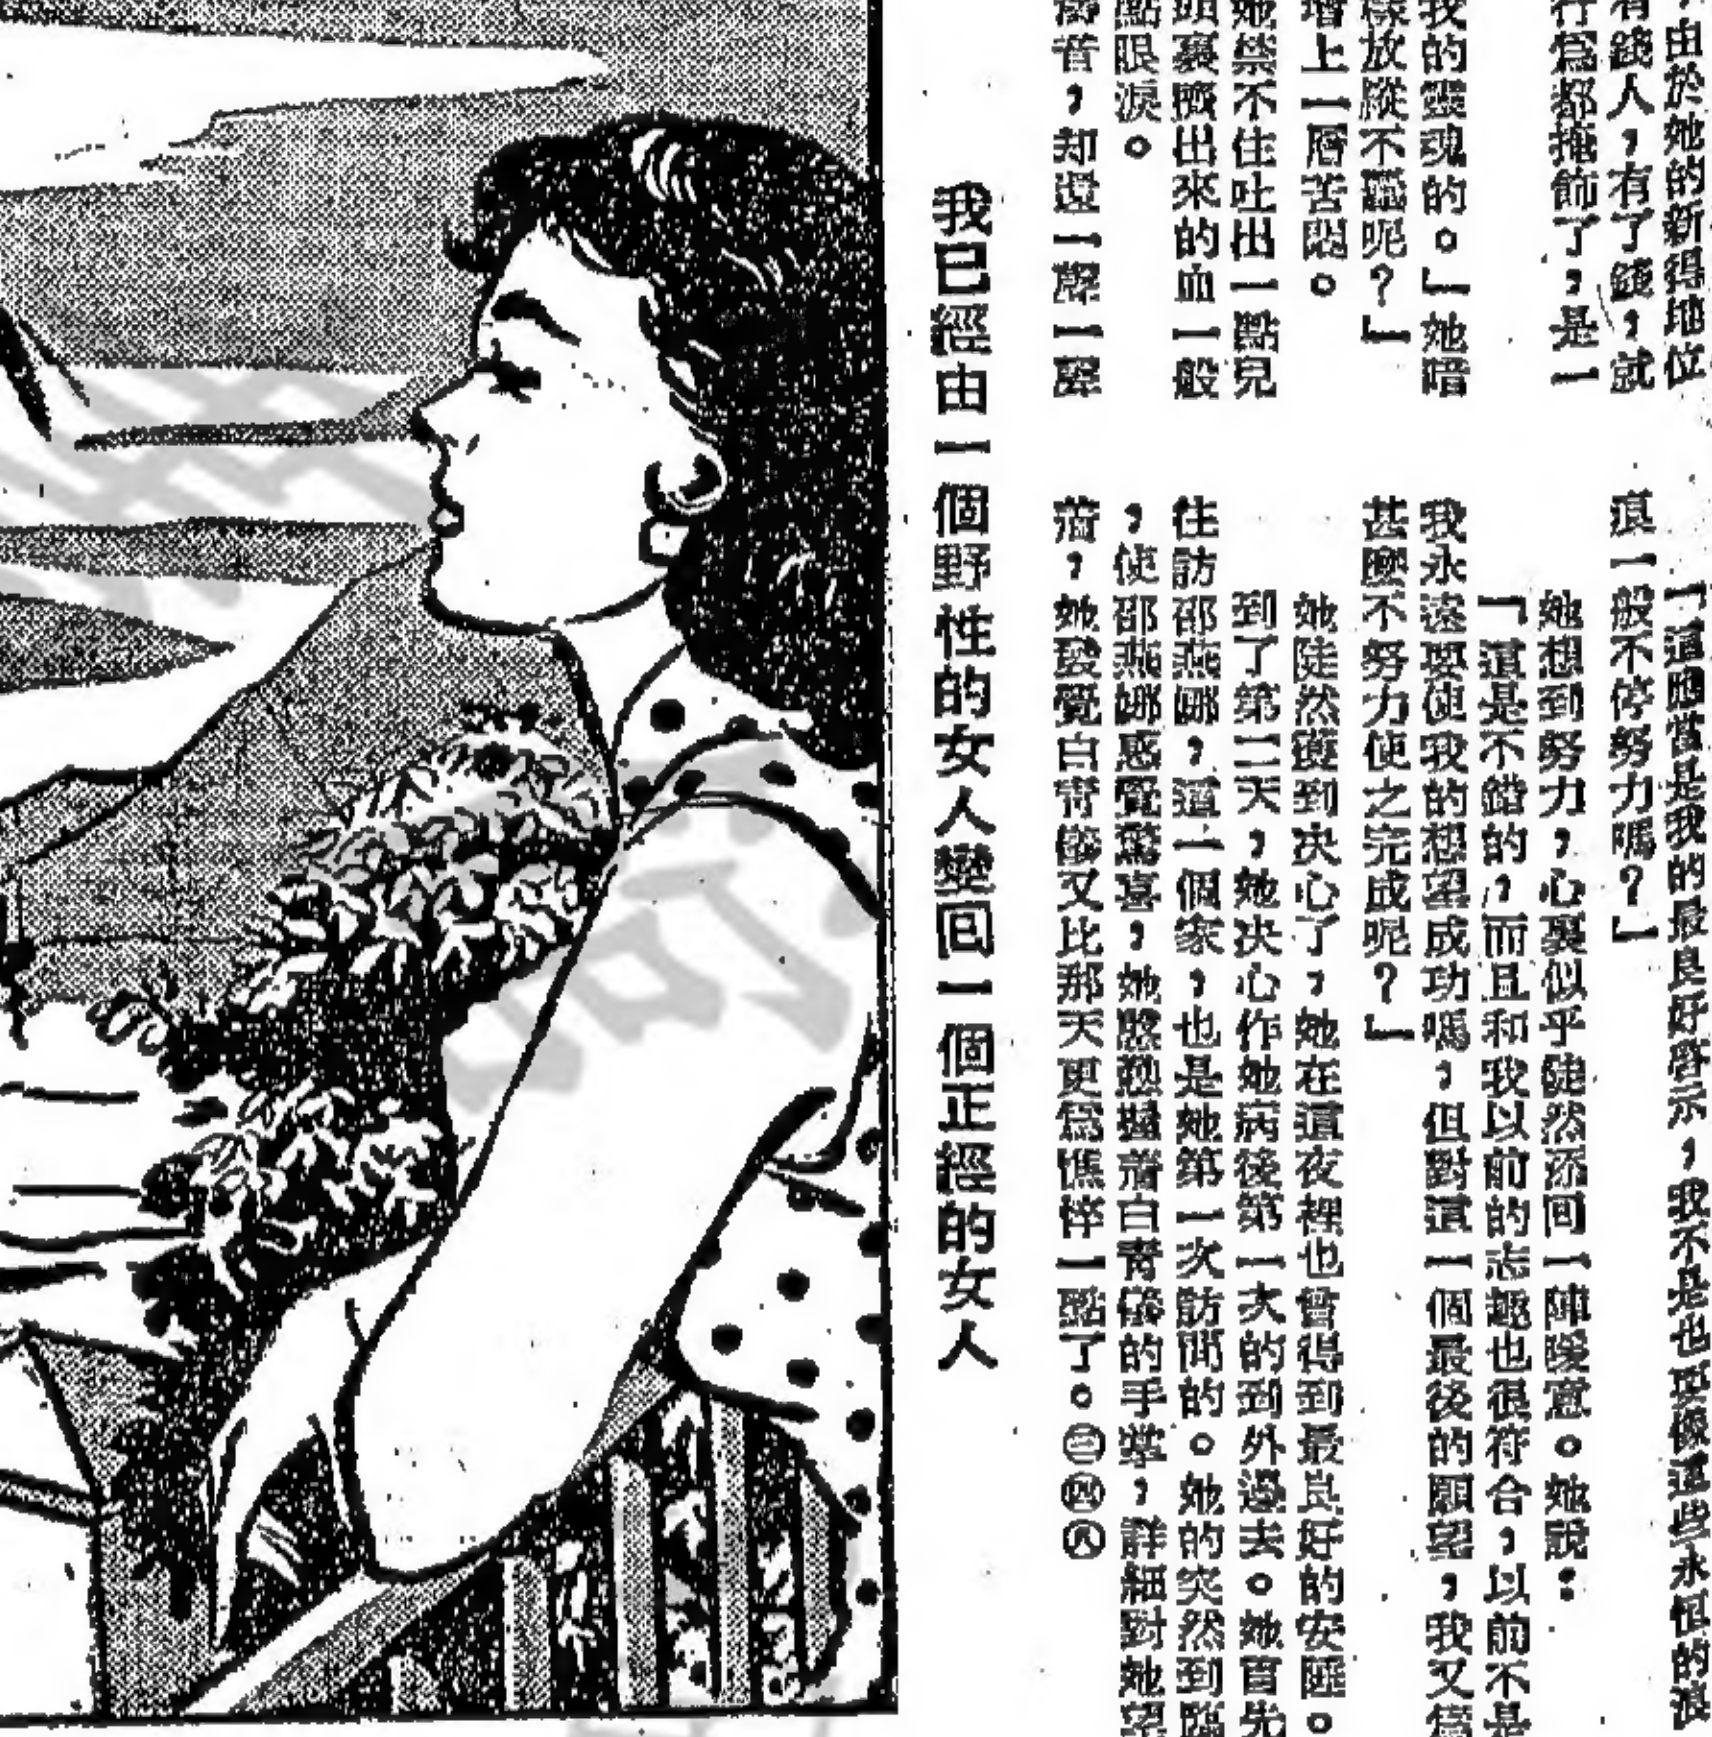 ，由於她的新得地位
有錢人，有了錢，就
行爲都掩飾了，是一
我的靈魂的。」她暗
樣放縱不羈呢？」
增上一層苦悶。
她禁不住吐出一點兒
頭裏擠出來的血一般
點眼淚。
濤音，却還一聲一聲
「這應當是我的最良好啓示，我不是也要像這些永恒的浪
痕一般不停努力嗎？」
她想到努力，心裏似乎陡然添回一陣暖意。她說：
「這是不錯的，而且和我以前的志趣也很符合，以前不是
我永遠要使我的想望成功嗎，但對這一個最後的願望，我又爲
甚麼不努力使之完成呢？」
她陡然獲到决心了，她在這夜裡也曾得到最良好的安睡。
到了第二天，她决心作她病後第一次的到外邊去。她首先
往訪邵燕娜，這一個家，也是她第一次訪問的。她的突然到臨
，使邵燕娜感覺驚喜，她慇懃握着白青儀的手掌，詳細對她望
着，她發覺白青儀又比那天更爲憔悴一點了。㊂㊃㊇
我已經由一個野性的女人變回一個正經的女人